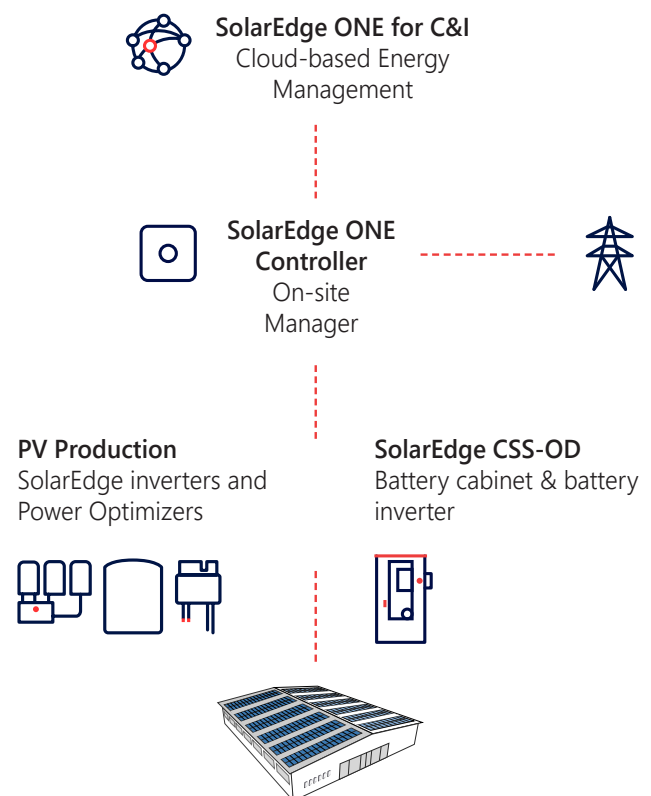 SolarEdge ONE for C&I
Cloud-based Energy
Management
SolarEdge ONE
Controller
On-site
Manager
PV Production
SolarEdge inverters and
Power Optimizers
SolarEdge CSS-OD
Battery cabinet & battery
inverter